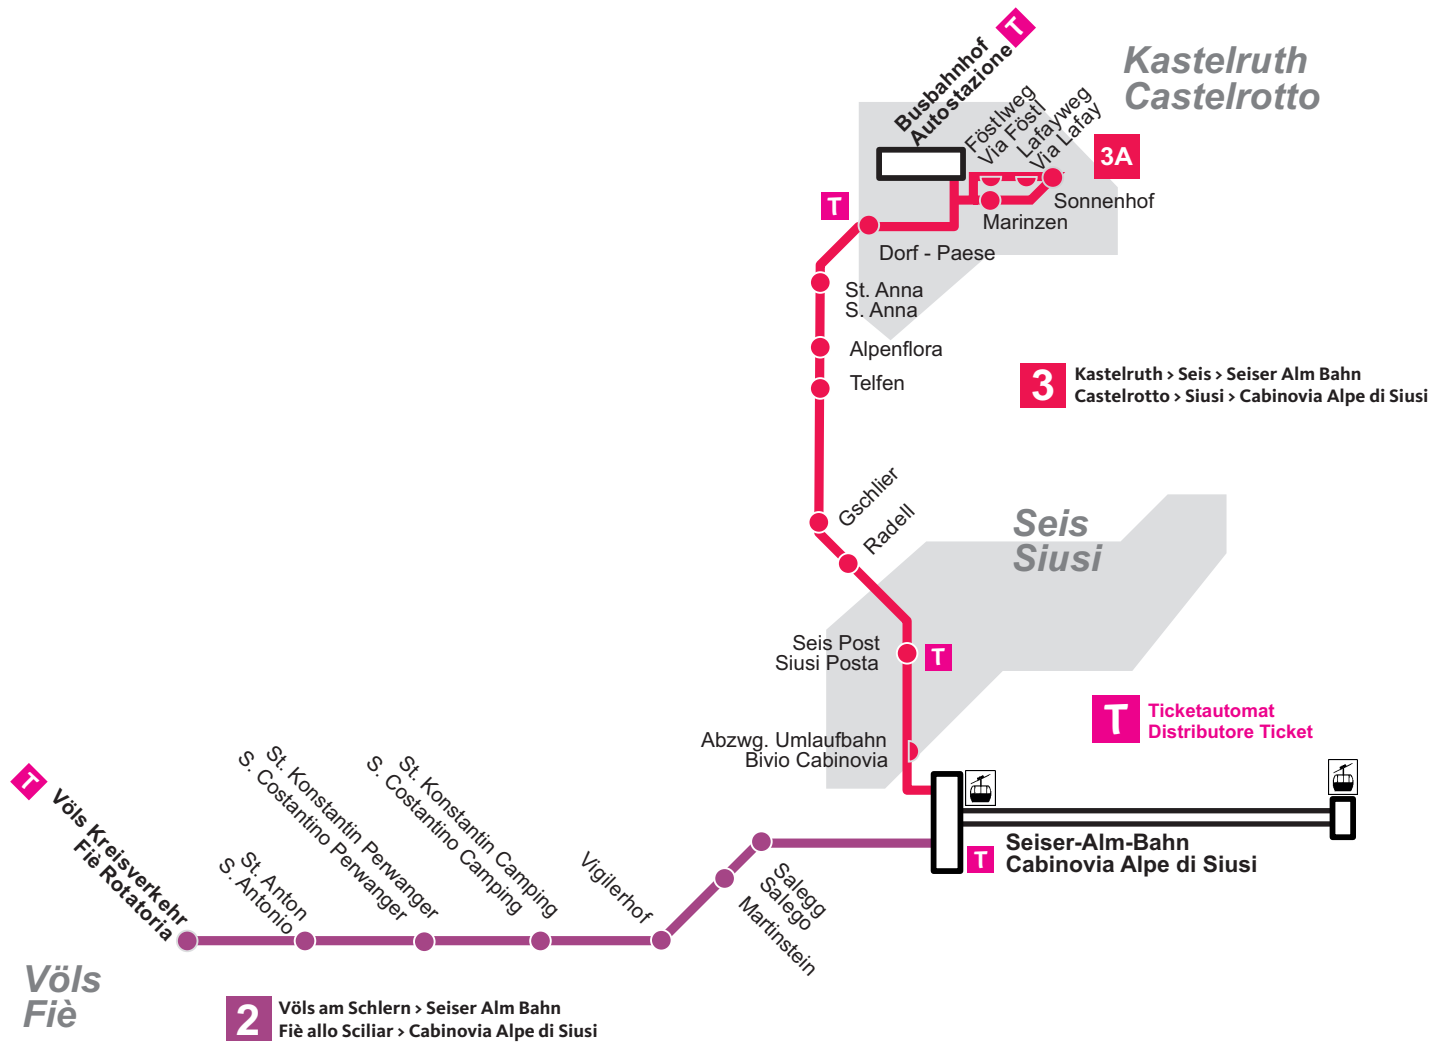 T
Kastelruth
Castelrotto
Busbahnhof
Autostazione
Föstlweg
Via Föstl
Lafayweg
Via Lafay
3A
Sonnenhof
Marinzen
T
Dorf - Paese
St. Anna
S. Anna
Alpenflora
Telfen
3
Kastelruth > Seis > Seiser Alm Bahn
Castelrotto > Siusi > Cabinovia Alpe di Siusi
Gschlier
Radell
Seis
Siusi
Seis Post
Siusi Posta
T
T
Ticketautomat
Distributore Ticket
Abzwg. Umlaufbahn
Bivio Cabinovia
T
Seiser-Alm-Bahn
Cabinovia Alpe di Siusi
T
Völs Kreisverkehr
Fiè Rotatoria
St. Anton
S. Antonio
St. Konstantin Perwanger
S. Costantino Perwanger
St. Konstantin Camping
S. Costantino Camping
Vigilerhof
Salegg
Salego
Martinstein
Völs
Fiè
2
Völs am Schlern > Seiser Alm Bahn
Fiè allo Sciliar > Cabinovia Alpe di Siusi